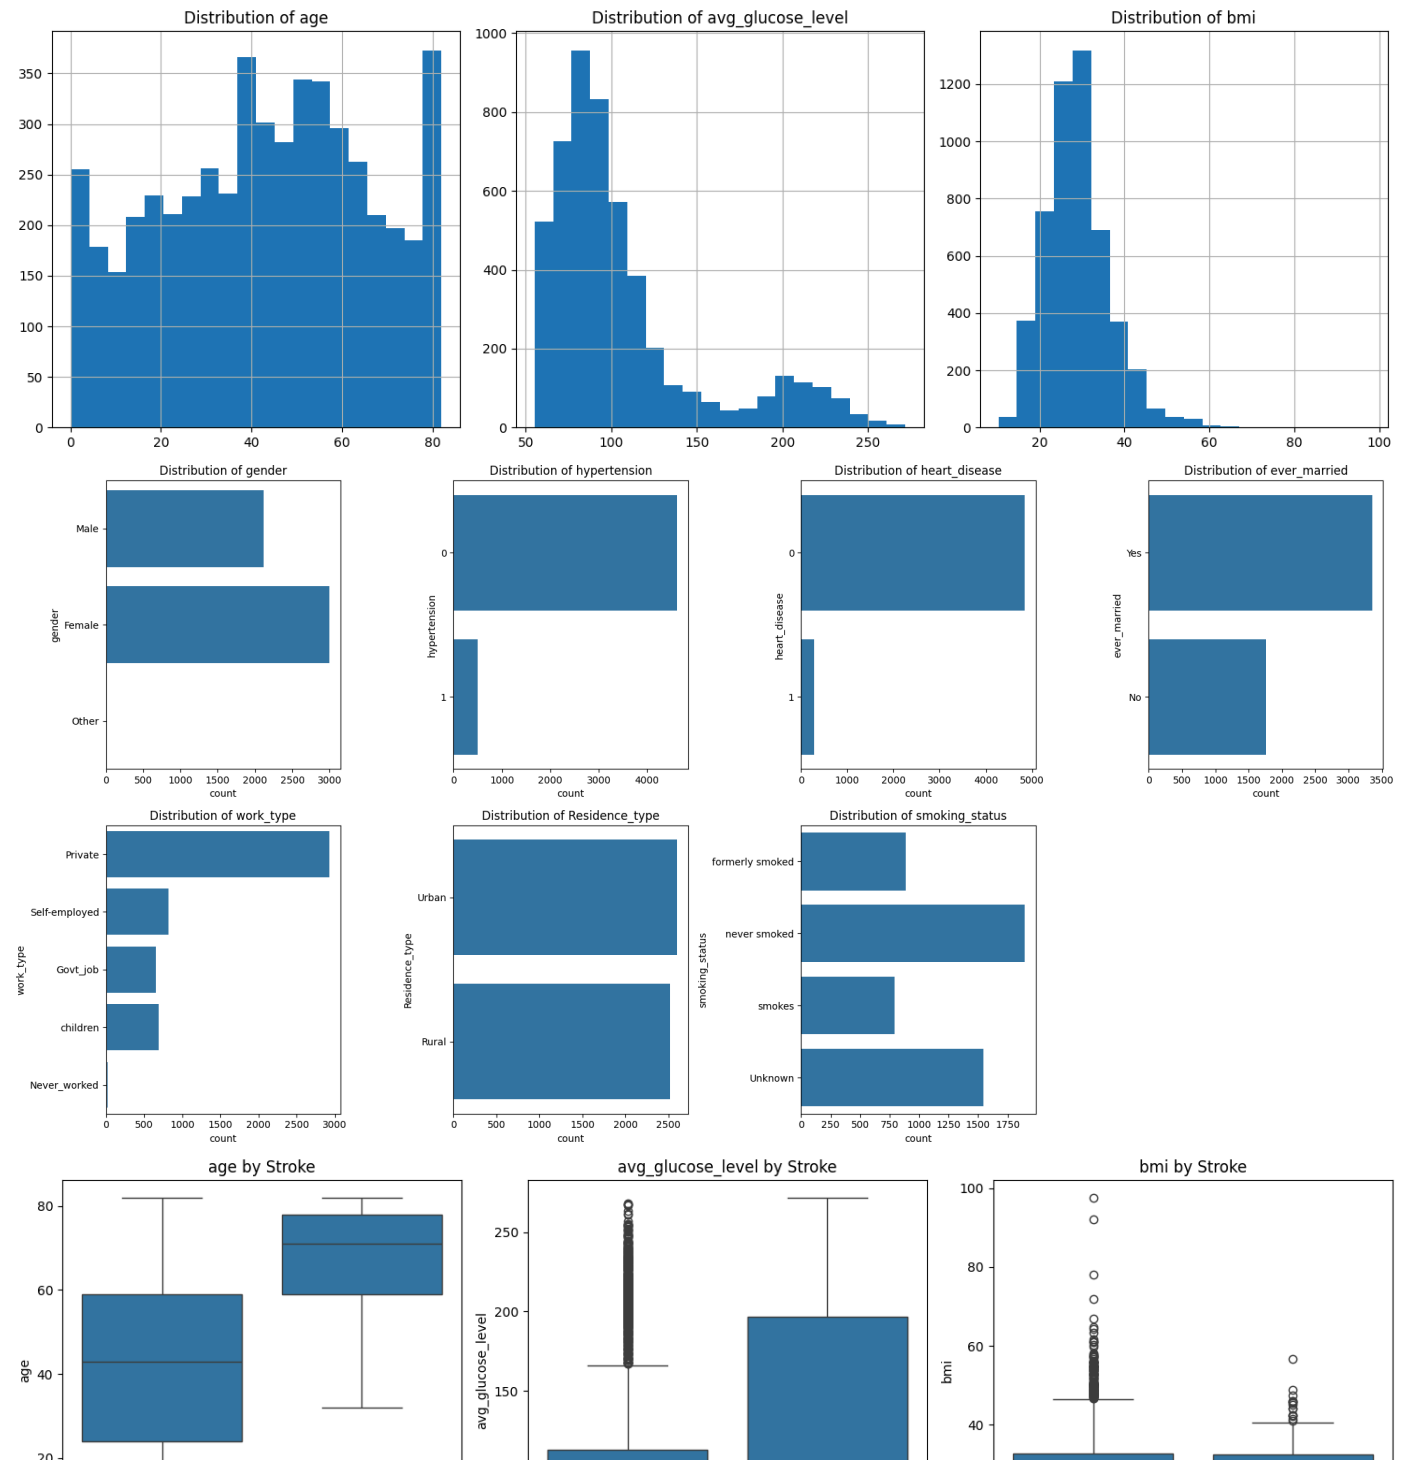 Distribution of age
350
300
250
200
150
100
50
0
0 20 40 60 80
Distribution of avg_glucose_level
1000
800
600
400
200
0
50 100 150 200 250
Distribution of bmi
1200
1000
800
600
400
200
0
20 40 60 80 100
Distribution of gender
gender
Male
Female
Other
0 500 1000 1500 2000 2500 3000
count
Distribution of hypertension
hypertension
0
1
0 1000 2000 3000 4000
count
Distribution of heart_disease
heart_disease
0
1
0 1000 2000 3000 4000 5000
count
Distribution of ever_married
ever_married
Yes
No
0 500 1000 1500 2000 2500 3000 3500
count
Distribution of work_type
work_type
Private
Self-employed
Govt_job
children
Never_worked
0 500 1000 1500 2000 2500 3000
count
Distribution of Residence_type
Residence_type
Urban
Rural
0 500 1000 1500 2000 2500
count
Distribution of smoking_status
smoking_status
formerly smoked
never smoked
smokes
Unknown
0 250 500 750 1000 1250 1500 1750
count
age by Stroke
age
80
60
40
20
avg_glucose_level by Stroke
avg_glucose_level
250
200
150
bmi by Stroke
bmi
100
80
60
40